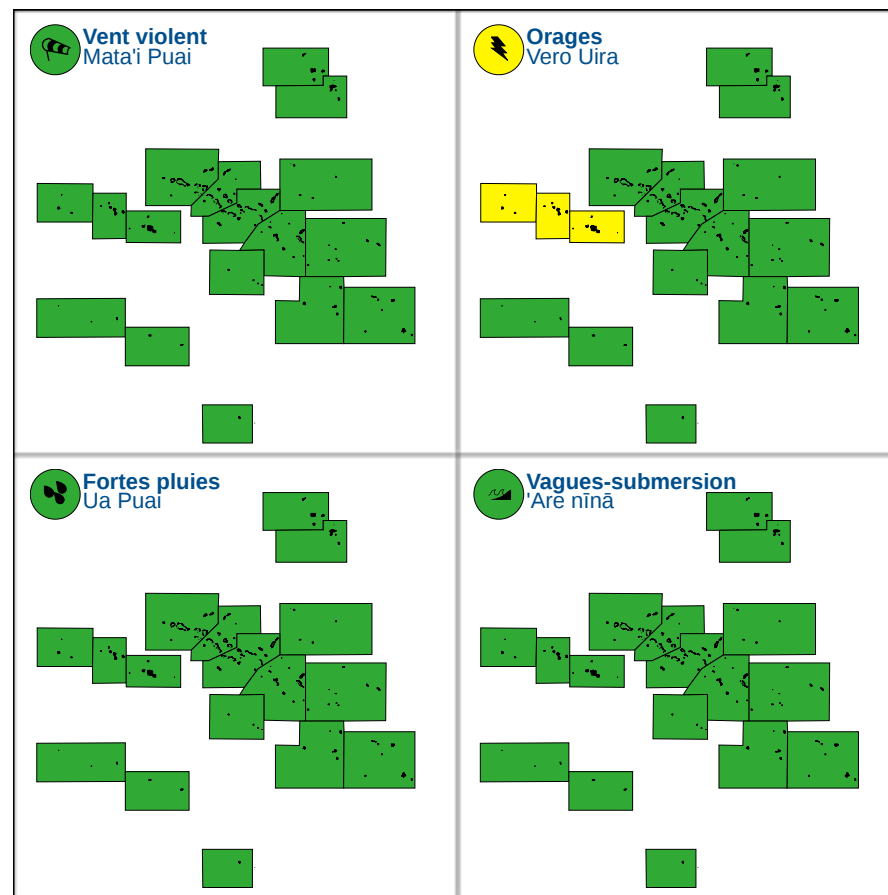 Vent violent
Mata'i Puai
Orages
Vero Uira
Fortes pluies
Ua Puai
Vagues-submersion
'Are nīnā